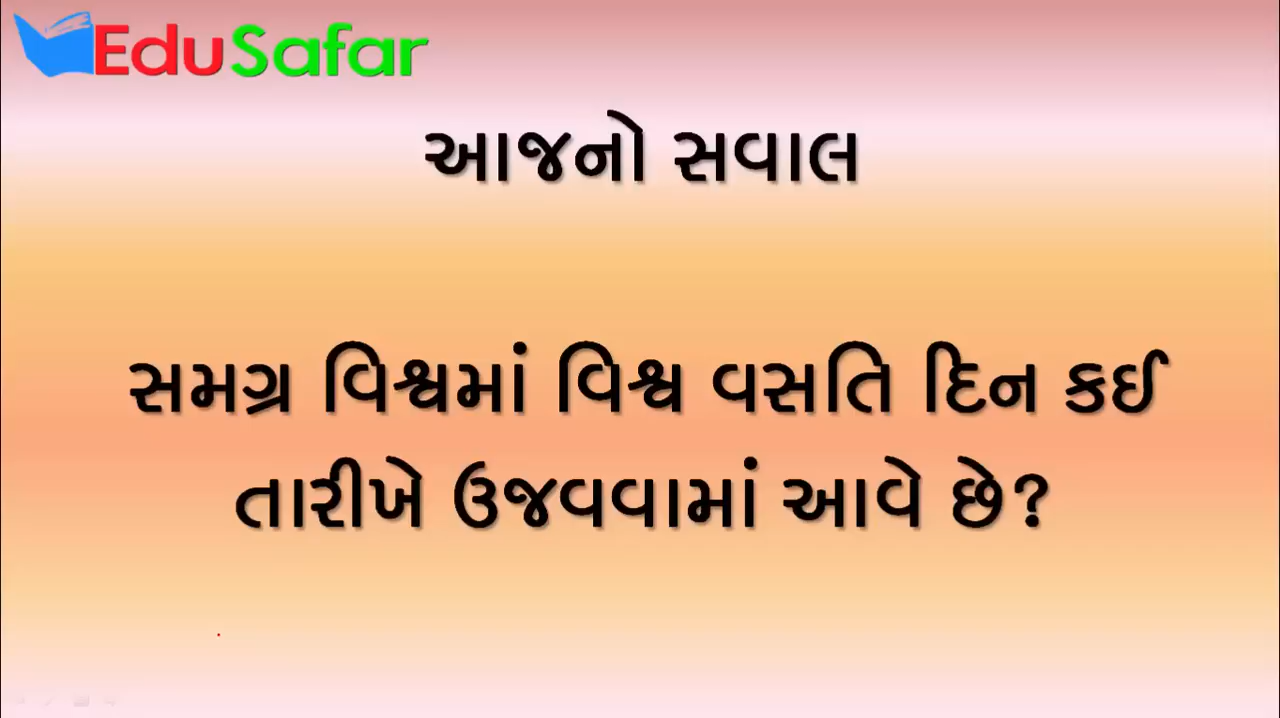 EduSafar
આજનો સવાલ
સમગ્ર વિશ્વમાં વિશ્વ વસતિ દિન કઈ
તારીખે ઉજવવામાં આવે છે?